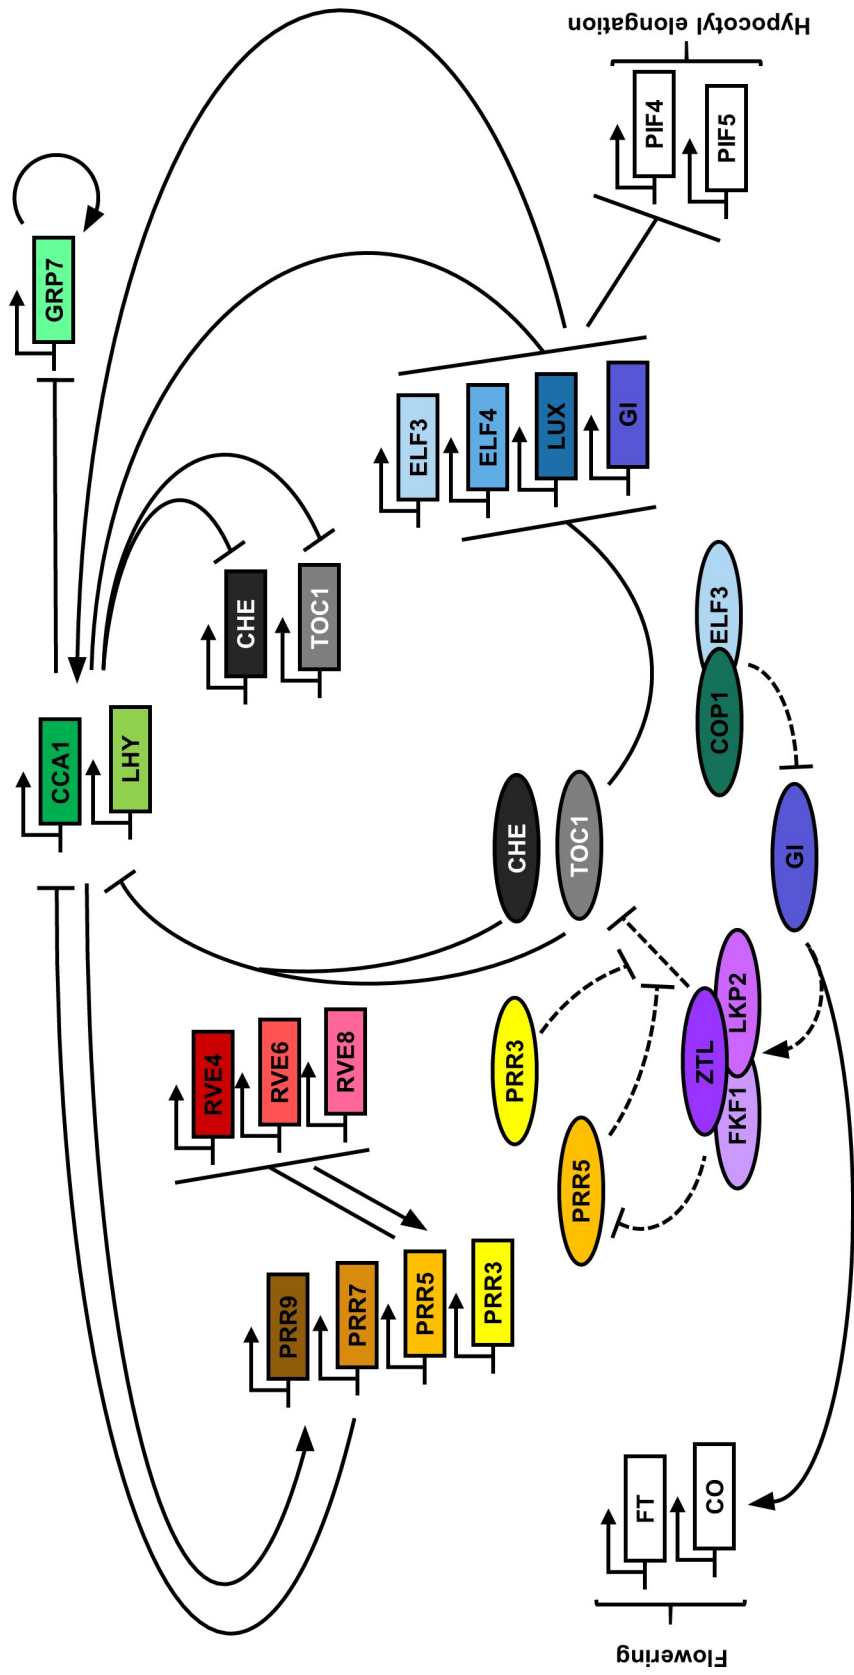 CCA1
LHY
GRP7
CHE
TOC1
ELF3
ELF4
LUX
GI
PIF4
PIF5
Hypocotyl elongation
RVE4
RVE6
RVE8
PRR9
PRR7
PRR5
PRR3
CHE
TOC1
PRR3
PRR5
ZTL
FKF1
LKP2
COP1
ELF3
GI
FT
CO
Flowering